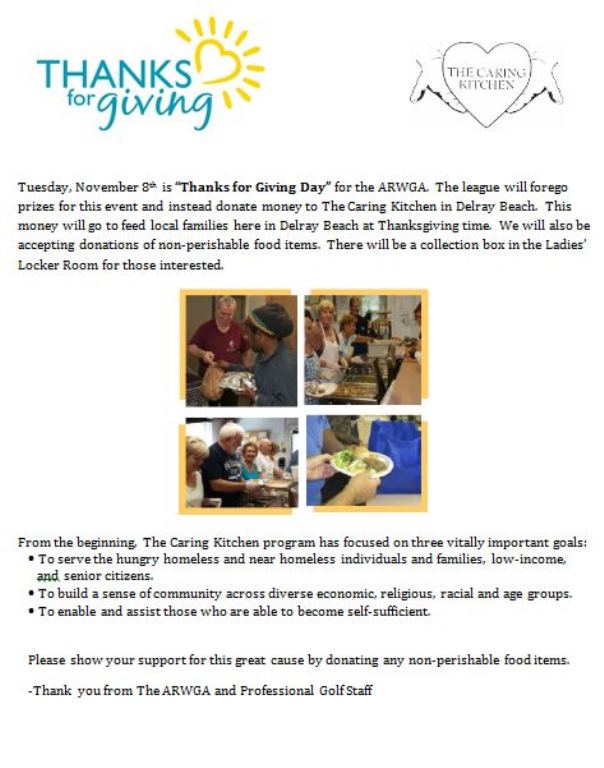 THANKS
for giving
THE CARING
KITCHEN
Tuesday, November 8th is "Thanks for Giving Day" for the ARWGA. The league will forego
prizes for this event and instead donate money to The Caring Kitchen in Delray Beach. This
money will go to feed local families here in Delray Beach at Thanksgiving time. We will also be
accepting donations of non-perishable food items. There will be a collection box in the Ladies'
Locker Room for those interested.
From the beginning, The Caring Kitchen program has focused on three vitally important goals:
• To serve the hungry homeless and near homeless individuals and families, low-income,
and senior citizens.
• To build a sense of community across diverse economic, religious, racial and age groups.
• To enable and assist those who are able to become self-sufficient.
Please show your support for this great cause by donating any non-perishable food items.
-Thank you from The ARWGA and Professional Golf Staff